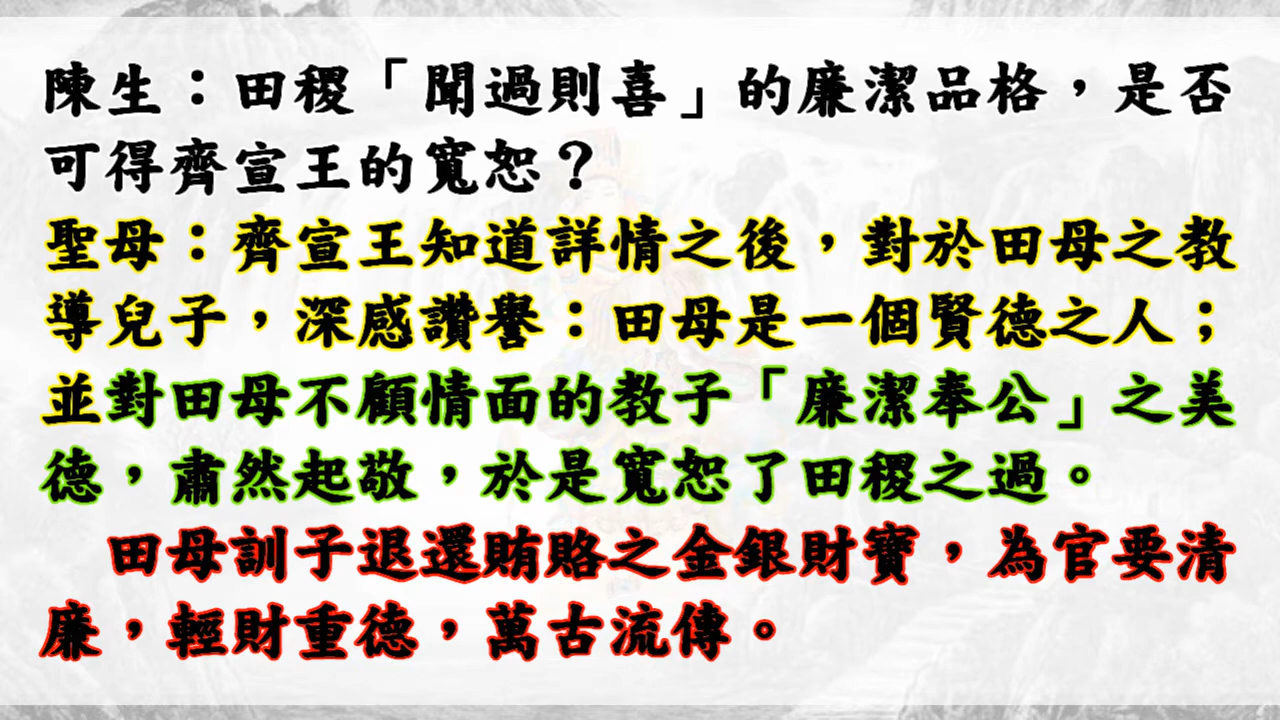 陳生：田稷「聞過則喜」的廉潔品格，是否
可得齊宣王的寬恕？
聖母：齊宣王知道詳情之後，對於田母之教
導兒子，深感讚譽：田母是一個賢德之人；
並對田母不顧情面的教子「廉潔奉公」之美
德，肅然起敬，於是寬恕了田稷之過。
田母訓子退還賄賂之金銀財寶，為官要清
廉，輕財重德，萬古流傳。